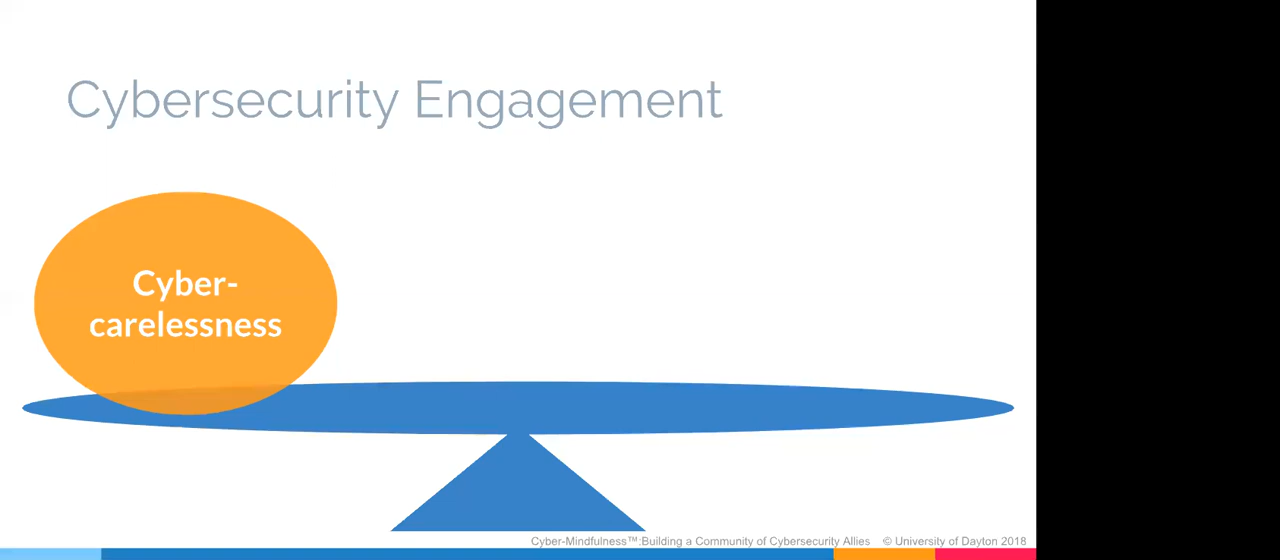 Cybersecurity Engagement
Cyber-
carelessness
Cyber-Mindfulness™:Building a Community of Cybersecurity Allies © University of Dayton 2018